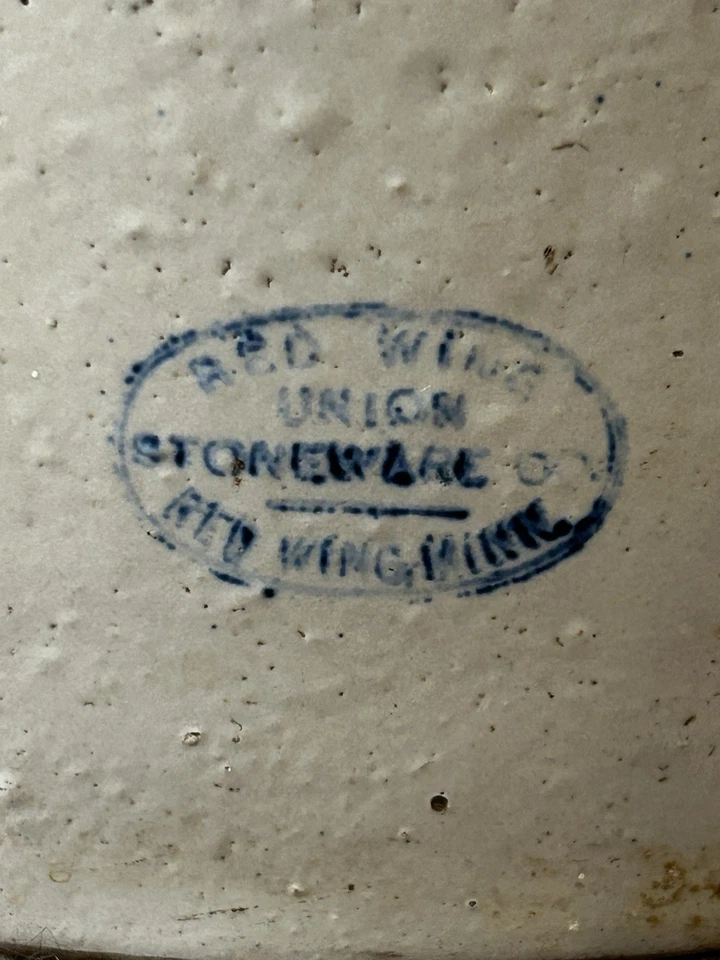 RED WING
UNION
STONEWARE CO.
RED WING, MINN.